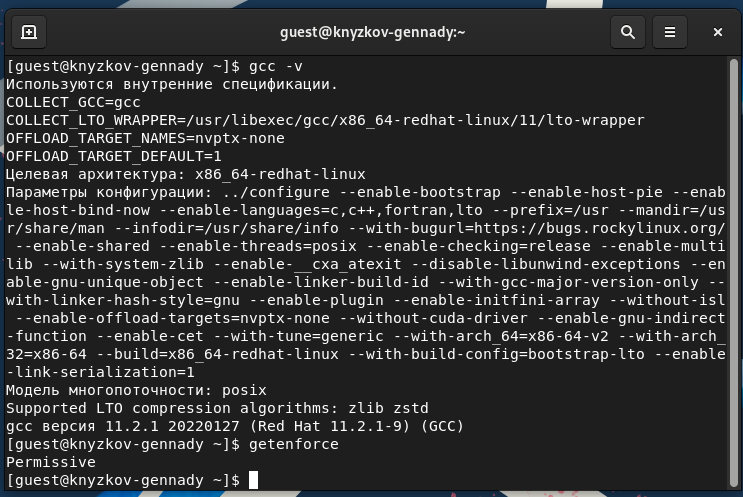 guest@knyzkov-gennady:~
[guest@knyzkov-gennady ~]$ gcc -v
Используются внутренние спецификации.
COLLECT_GCC=gcc
COLLECT_LTO_WRAPPER=/usr/libexec/gcc/x86_64-redhat-linux/11/lto-wrapper
OFFLOAD_TARGET_NAMES=nvptx-none
OFFLOAD_TARGET_DEFAULT=1
Целевая архитектура: x86_64-redhat-linux
Параметры конфигурации: ../configure --enable-bootstrap --enable-host-pie --enab
le-host-bind-now --enable-languages=c,c++,fortran,lto --prefix=/usr --mandir=/us
r/share/man --infodir=/usr/share/info --with-bugurl=https://bugs.rockylinux.org/
 --enable-shared --enable-threads=posix --enable-checking=release --enable-multi
lib --with-system-zlib --enable-__cxa_atexit --disable-libunwind-exceptions --en
able-gnu-unique-object --enable-linker-build-id --with-gcc-major-version-only --
with-linker-hash-style=gnu --enable-plugin --enable-initfini-array --without-isl
 --enable-offload-targets=nvptx-none --without-cuda-driver --enable-gnu-indirect
-function --enable-cet --with-tune=generic --with-arch_64=x86-64-v2 --with-arch_
32=x86-64 --build=x86_64-redhat-linux --with-build-config=bootstrap-lto --enable
-link-serialization=1
Модель многопоточности: posix
Supported LTO compression algorithms: zlib zstd
gcc версия 11.2.1 20220127 (Red Hat 11.2.1-9) (GCC)
[guest@knyzkov-gennady ~]$ getenforce
Permissive
[guest@knyzkov-gennady ~]$